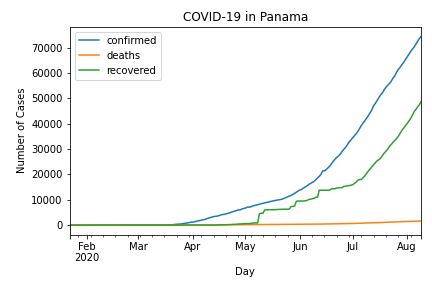 COVID-19 in Panama
confirmed
deaths
recovered
Number of Cases
70000
60000
50000
40000
30000
20000
10000
0
Feb Mar Apr May Jun Jul Aug
2020
Day